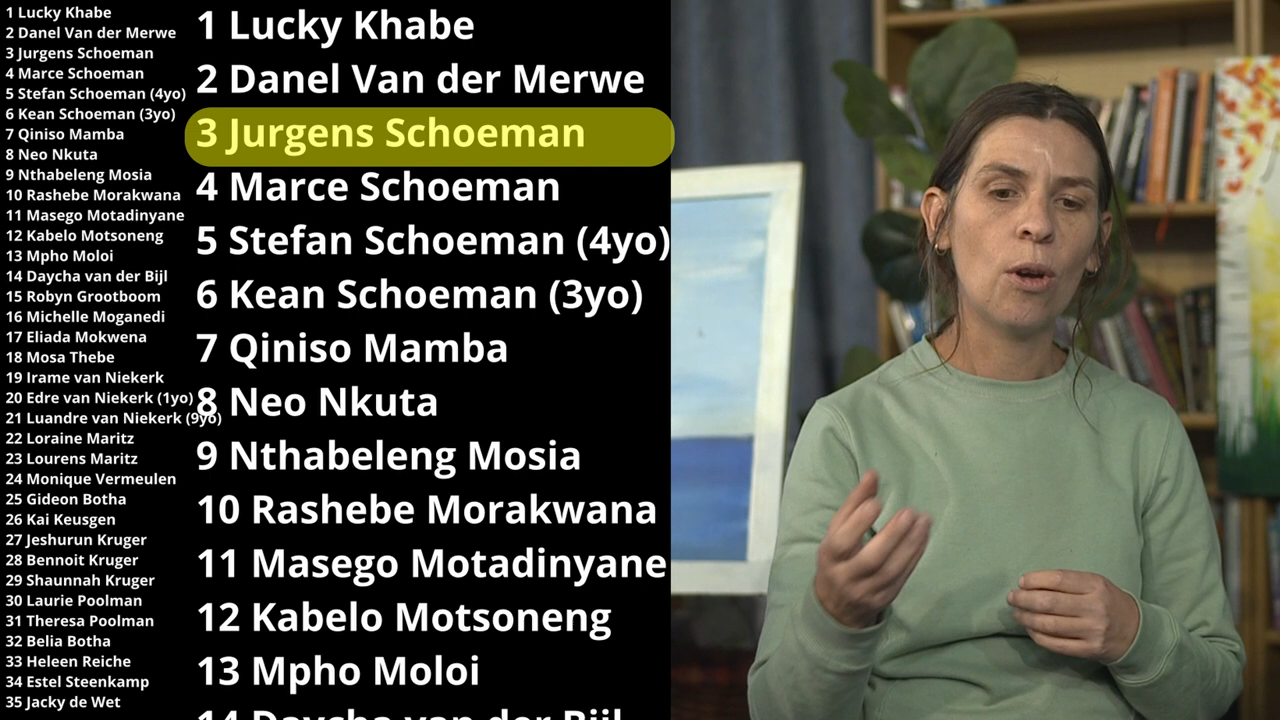 1 Lucky Khabe
2 Danel Van der Merwe
3 Jurgens Schoeman
4 Marce Schoeman
5 Stefan Schoeman (4yo)
6 Kean Schoeman (3yo)
7 Qiniso Mamba
8 Neo Nkuta
9 Nthabeleng Mosia
10 Rashebe Morakwana
11 Masego Motadinyane
12 Kabelo Motsoneng
13 Mpho Moloi
14 Daycha van der Bijl
15 Robyn Grootboom
16 Michelle Moganedi
17 Eliada Mokwena
18 Mosa Thebe
19 Irame van Niekerk
20 Edre van Niekerk (1yo)
21 Luandre van Niekerk (9yo)
22 Loraine Maritz
23 Lourens Maritz
24 Monique Vermeulen
25 Gideon Botha
26 Kai Keusgen
27 Jeshurun Kruger
28 Bennoit Kruger
29 Shaunnah Kruger
30 Laurie Poolman
31 Theresa Poolman
32 Belia Botha
33 Heleen Reiche
34 Estel Steenkamp
35 Jacky de Wet
1 Lucky Khabe
2 Danel Van der Merwe
3 Jurgens Schoeman
4 Marce Schoeman
5 Stefan Schoeman (4yo)
6 Kean Schoeman (3yo)
7 Qiniso Mamba
8 Neo Nkuta
9 Nthabeleng Mosia
10 Rashebe Morakwana
11 Masego Motadinyane
12 Kabelo Motsoneng
13 Mpho Moloi
14 Daycha van der Bijl